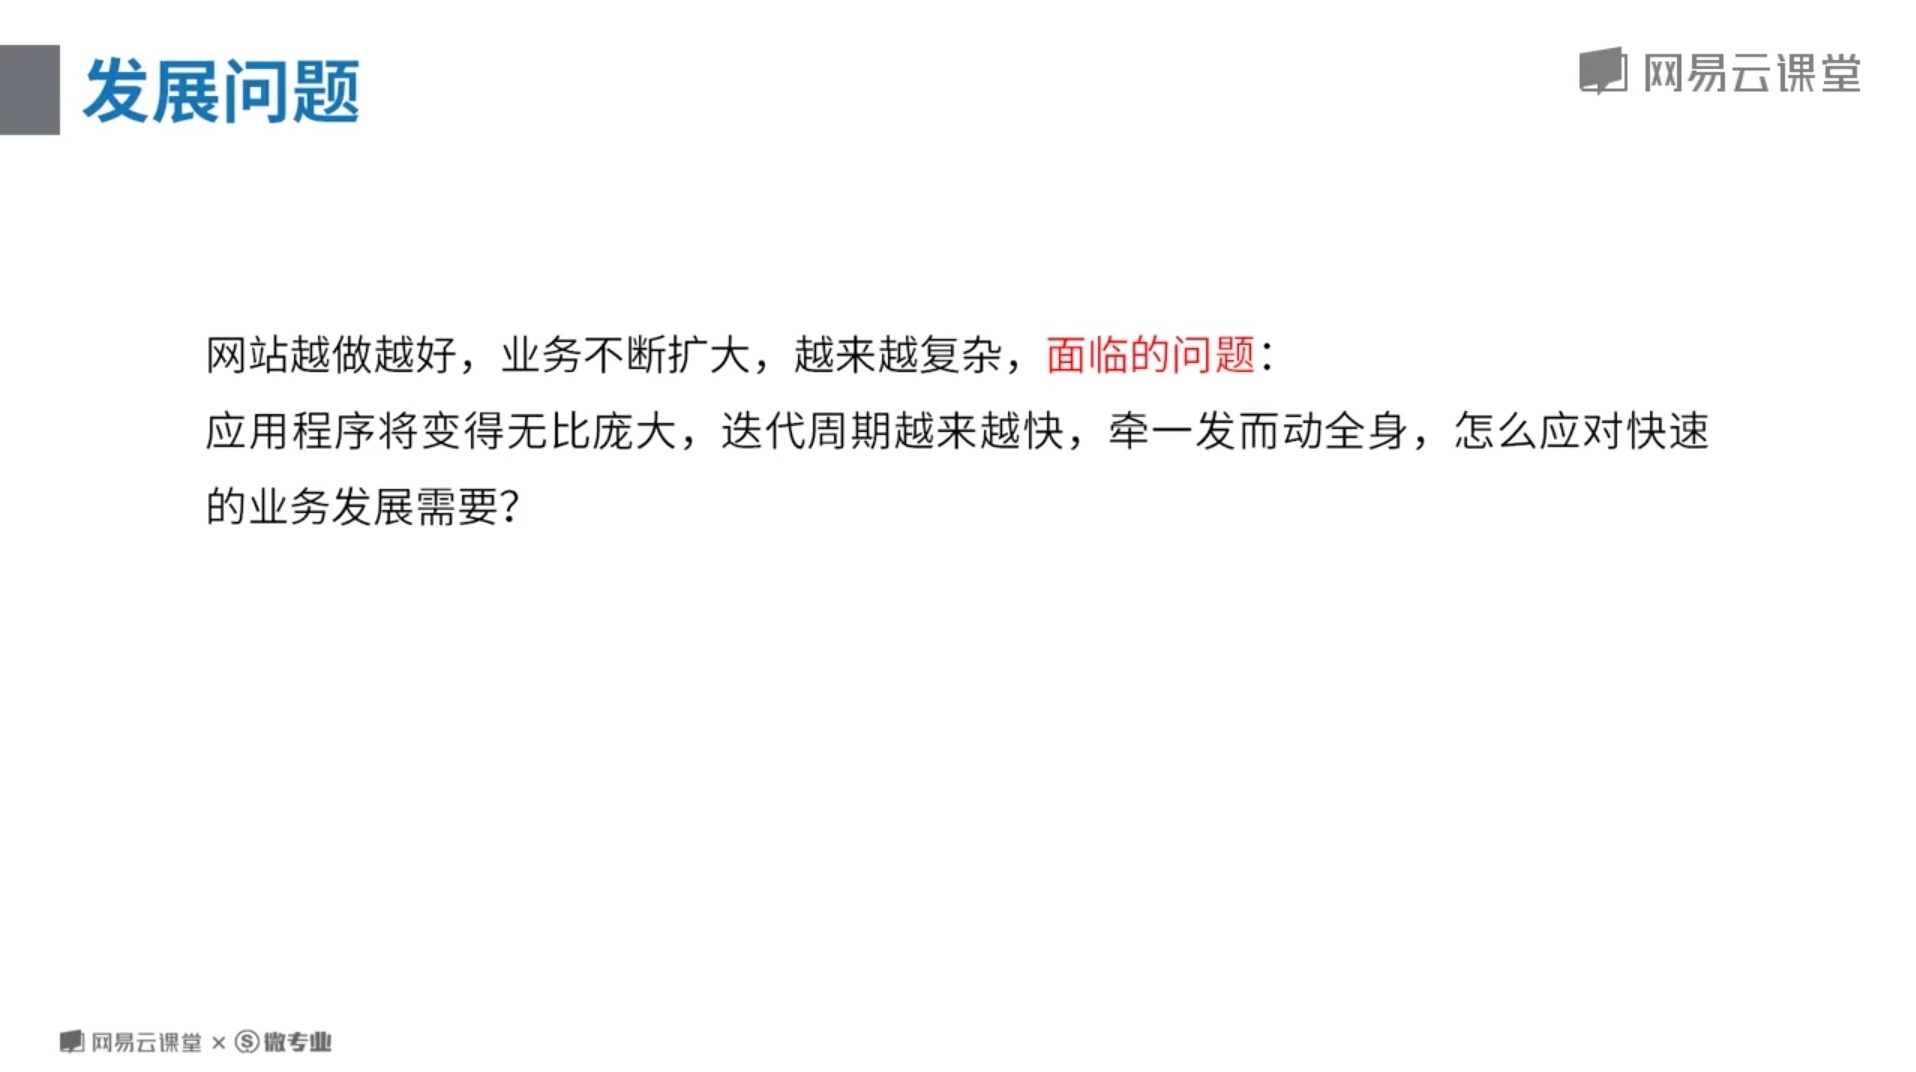 发展问题
网易云课堂
网站越做越好，业务不断扩大，越来越复杂，面临的问题：
应用程序将变得无比庞大，迭代周期越来越快，牵一发而动全身，怎么应对快速
的业务发展需要？
网易云课堂 × Ⓢ 微专业